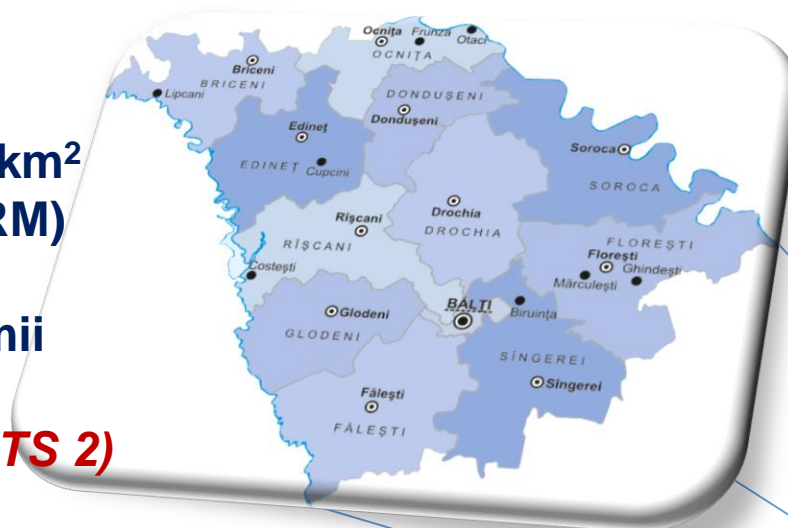 km²
RM)
nii
TS 2)
Ocnița
Frunză
Otaci
OCNIȚA
Briceni
BRICENI
Lipcani
DONDUȘENI
Dondușeni
Edineț
EDINEȚ
Cupcini
Soroca
SOROCA
Drochia
DROCHIA
Rîșcani
RÎȘCANI
Costești
FLOREȘTI
Florești
Ghindești
Mărculești
BĂLȚI
Biruința
Glodeni
GLODENI
SÎNGEREI
Sîngerei
Fălești
FĂLEȘTI